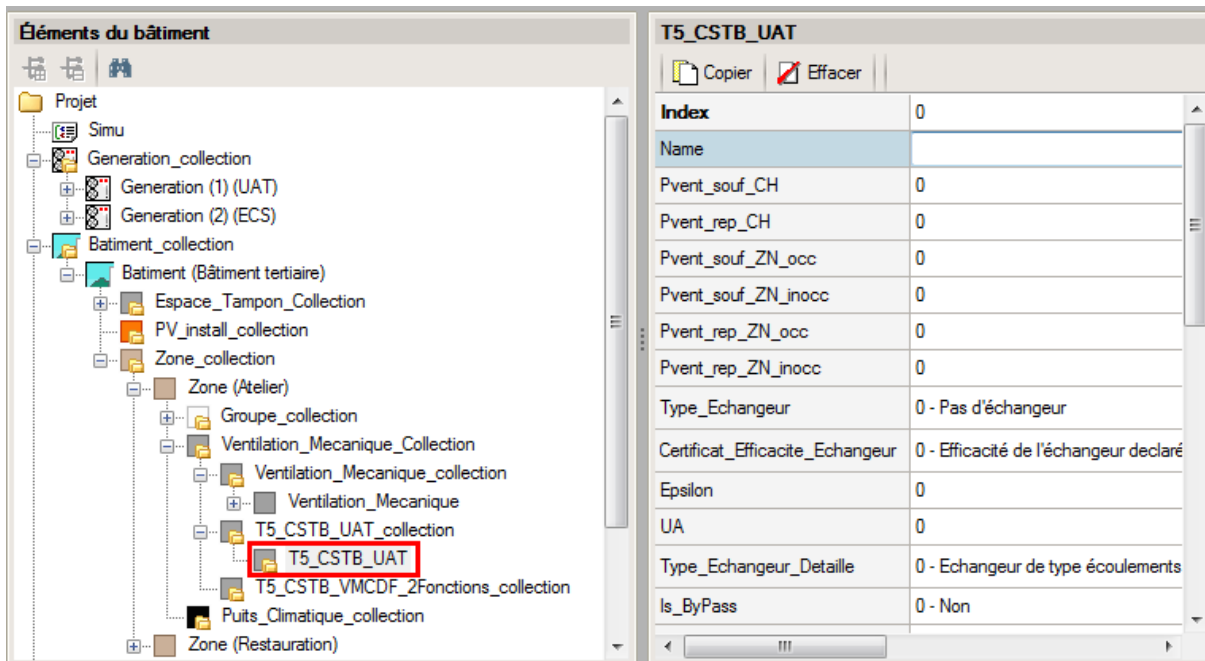 Éléments du bâtiment
Projet
Simu
Generation_collection
Generation (1) (UAT)
Generation (2) (ECS)
Batiment_collection
Batiment (Bâtiment tertiaire)
Espace_Tampon_Collection
PV_install_collection
Zone_collection
Zone (Atelier)
Groupe_collection
Ventilation_Mecanique_Collection
Ventilation_Mecanique_collection
Ventilation_Mecanique
T5_CSTB_UAT_collection
T5_CSTB_UAT
T5_CSTB_VMCDF_2Fonctions_collection
Puits_Climatique_collection
Zone (Restauration)
T5_CSTB_UAT
Copier Effacer
Index 0
Name
Pvent_souf_CH 0
Pvent_rep_CH 0
Pvent_souf_ZN_occ 0
Pvent_souf_ZN_inocc 0
Pvent_rep_ZN_occ 0
Pvent_rep_ZN_inocc 0
Type_Echangeur 0 - Pas d'échangeur
Certificat_Efficacite_Echangeur 0 - Efficacité de l'échangeur declaré
Epsilon 0
UA 0
Type_Echangeur_Detaille 0 - Echangeur de type écoulements
Is_ByPass 0 - Non